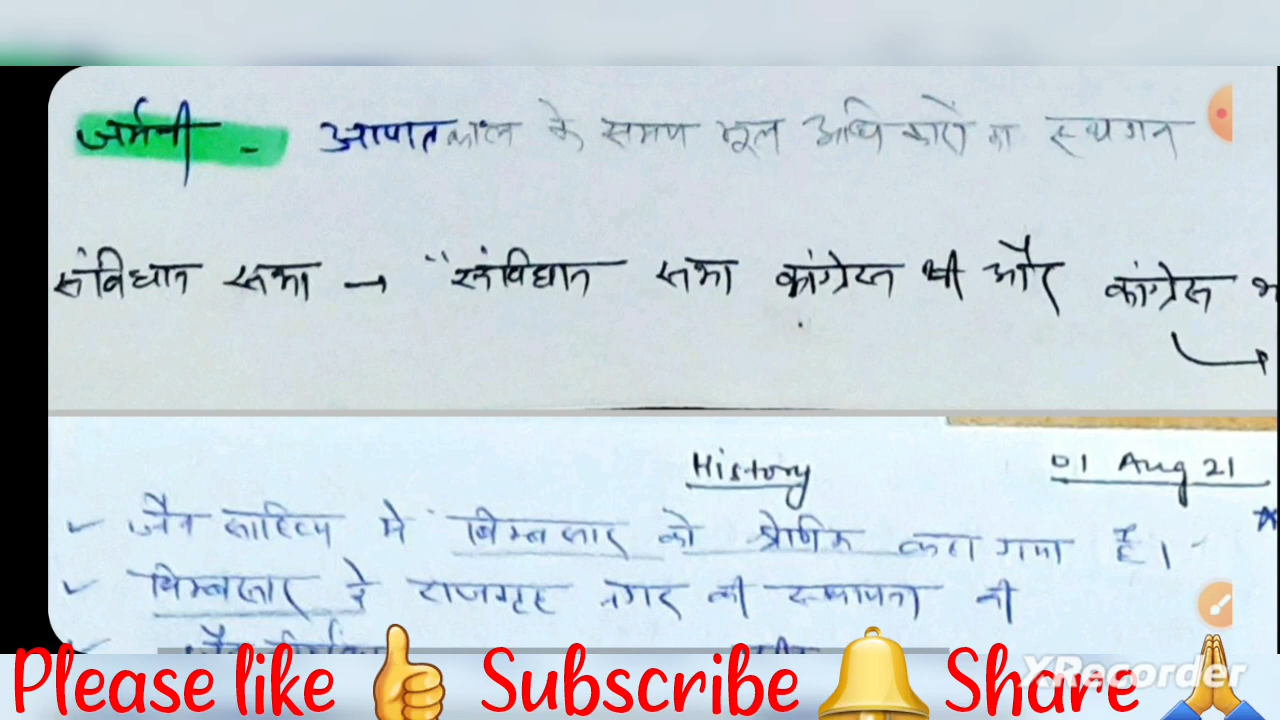 जर्मनी - आपातकाल के समय मूल अधिकारों का स्थगन
संविधान सभा → "संविधान सभा कांग्रेस थी और कांग्रेस
History 01 Aug 21
✓ जैन साहित्य में बिम्बसार को श्रेणिक कहा गया है।
✓ बिम्बसार ने राजगृह नगर की स्थापना की
Please like 👍 Subscribe 🔔 Share 🙏
XRecorder